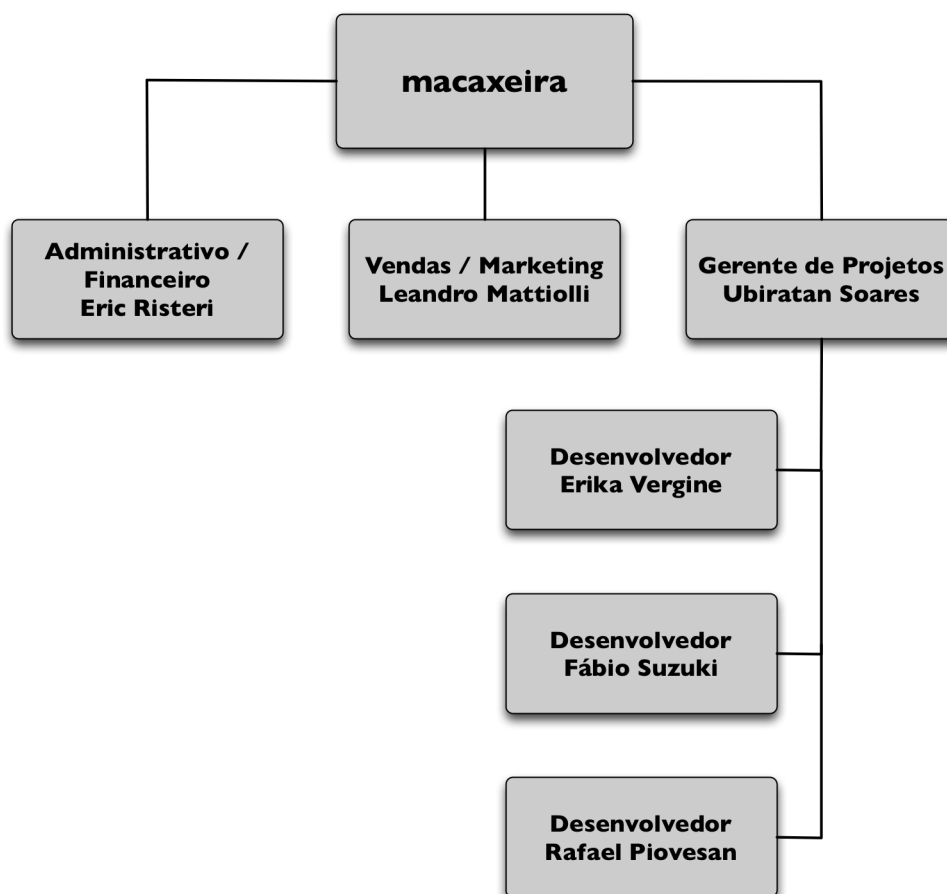 macaxeira
Administrativo /
Financeiro
Eric Risteri
Vendas / Marketing
Leandro Mattiolli
Gerente de Projetos
Ubiratan Soares
Desenvolvedor
Erika Vergine
Desenvolvedor
Fábio Suzuki
Desenvolvedor
Rafael Piovesan